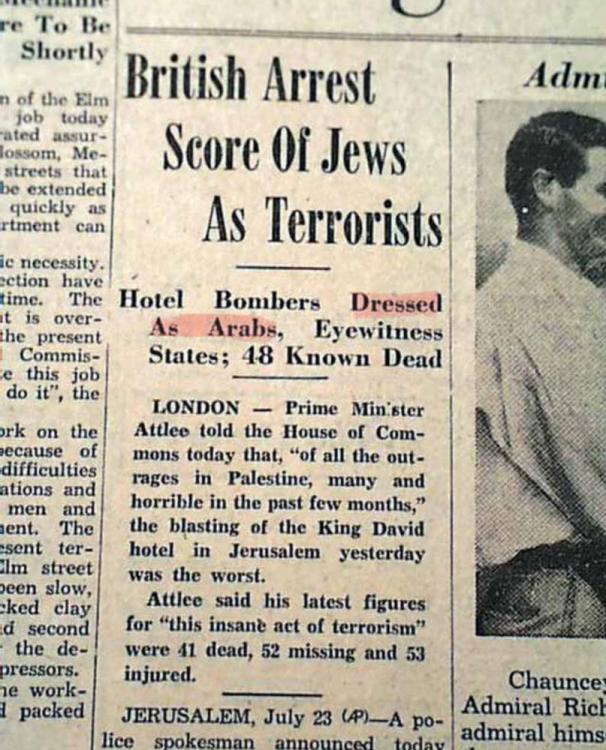 re To Be
Shortly
n of the Elm
job today
rated assur-
lossom, Me-
streets that
be extended
quickly as
rtment can
ic necessity.
ection have
time. The
t is over-
the present
Commis-
e this job
do it", the
ork on the
because of
difficulties
ations and
men and
ment. The
esent ter-
Elm street
been slow,
cked clay
d second
the de-
pressors.
he work-
d packed
British Arrest
Score Of Jews
As Terrorists
Hotel Bombers Dressed
As Arabs, Eyewitness
States; 48 Known Dead
LONDON — Prime Minister
Attlee told the House of Com-
mons today that, "of all the out-
rages in Palestine, many and
horrible in the past few months,"
the blasting of the King David
hotel in Jerusalem yesterday
was the worst.
Attlee said his latest figures
for "this insane act of terrorism"
were 41 dead, 52 missing and 53
injured.
JERUSALEM, July 23 (AP)—A po-
lice spokesman announced today
Admi
Chauncey
Admiral Rich
admiral hims